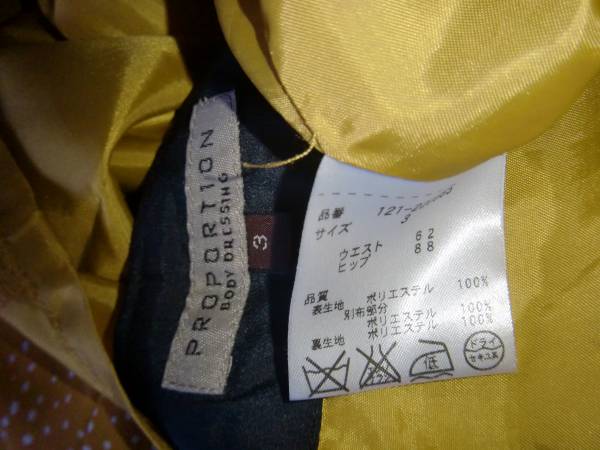 PROPORTION
BODY DRESSING
3
品番
サイズ 3
ウエスト 62
ヒップ 88
品質
表生地 ポリエステル 100%
別布部分
ポリエステル 100%
裏生地 ポリエステル 100%
低
ドライ
セキユ系